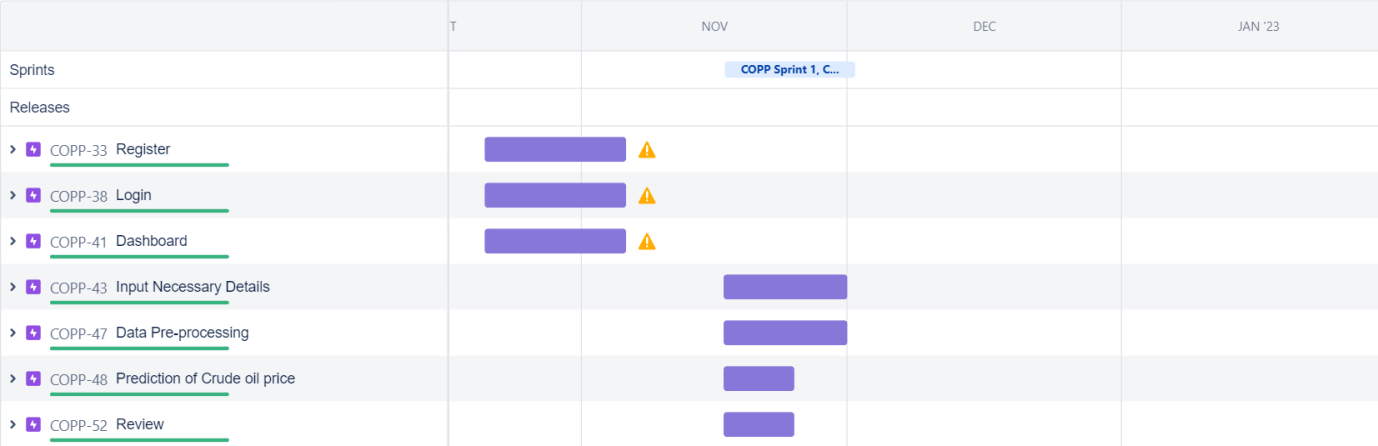 T NOV DEC JAN '23
Sprints COPP Sprint 1, C...
Releases
COPP-33 Register
COPP-38 Login
COPP-41 Dashboard
COPP-43 Input Necessary Details
COPP-47 Data Pre-processing
COPP-48 Prediction of Crude oil price
COPP-52 Review